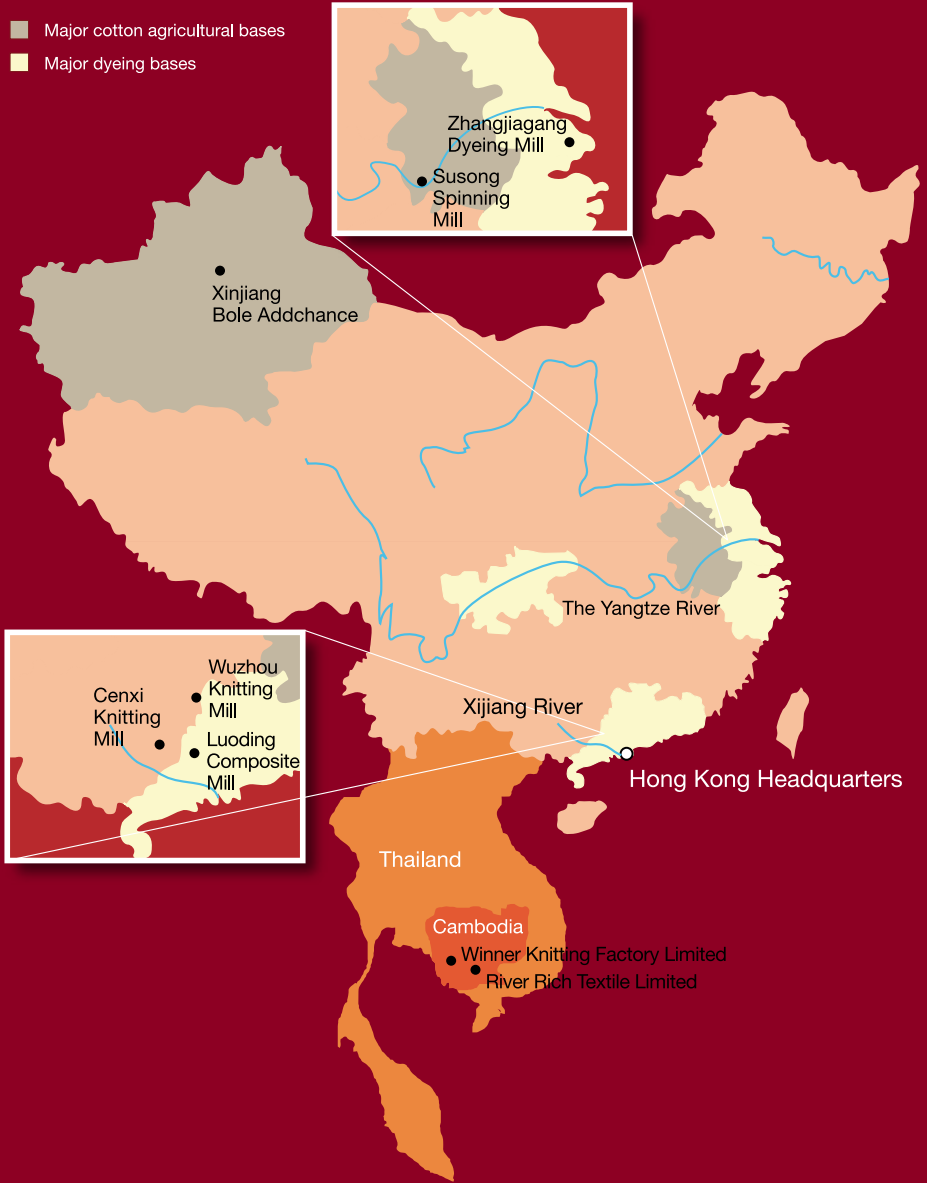 Major cotton agricultural bases
Major dyeing bases
Zhangjiagang
Dyeing Mill
Susong
Spinning
Mill
Xinjiang
Bole Addchance
The Yangtze River
Wuzhou
Knitting
Mill
Cenxi
Knitting
Mill
Luoding
Composite
Mill
Xijiang River
Hong Kong Headquarters
Thailand
Cambodia
Winner Knitting Factory Limited
River Rich Textile Limited